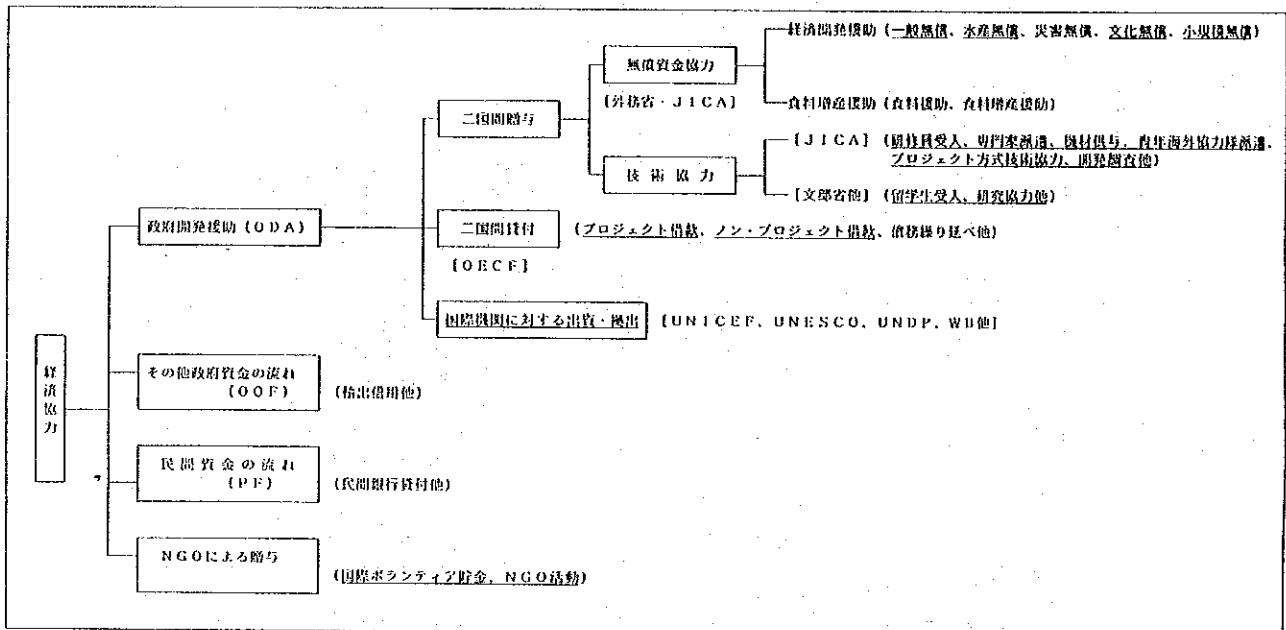 経済開発援助 (一般無償、水産無償、災害無償、文化無償、小規模無償)
無償資金協力
[外務省・JICA]
食料増産援助 (食料援助、食料増産援助)
二国間贈与
[JICA] (研修員受入、専門家派遣、機材供与、青年海外協力隊派遣、
プロジェクト方式技術協力、開発調査他)
技術協力
[文部省他] (留学生受入、研究協力他)
政府開発援助 (ODA)
二国間貸付 (プロジェクト借款、ノン・プロジェクト借款、債務繰り延べ他)
[OECF]
国際機関に対する出資・拠出 [UNICEF、UNESCO、UNDP、WB他]
経済協力
その他政府資金の流れ
(OOF) (輸出信用他)
民間資金の流れ
(PF) (民間銀行貸付他)
NGOによる贈与
(国際ボランティア貯金、NGO活動)